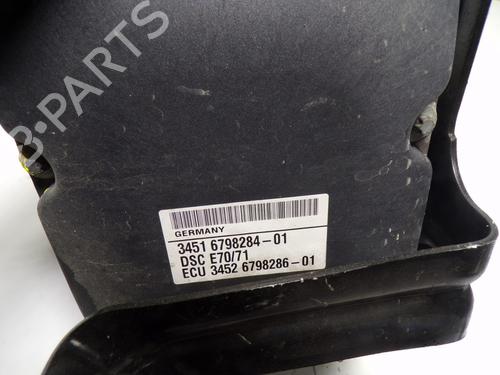 B-PARTS
GERMANY
3451 6798284-01
DSC E70/71
ECU 3452 6798286-01